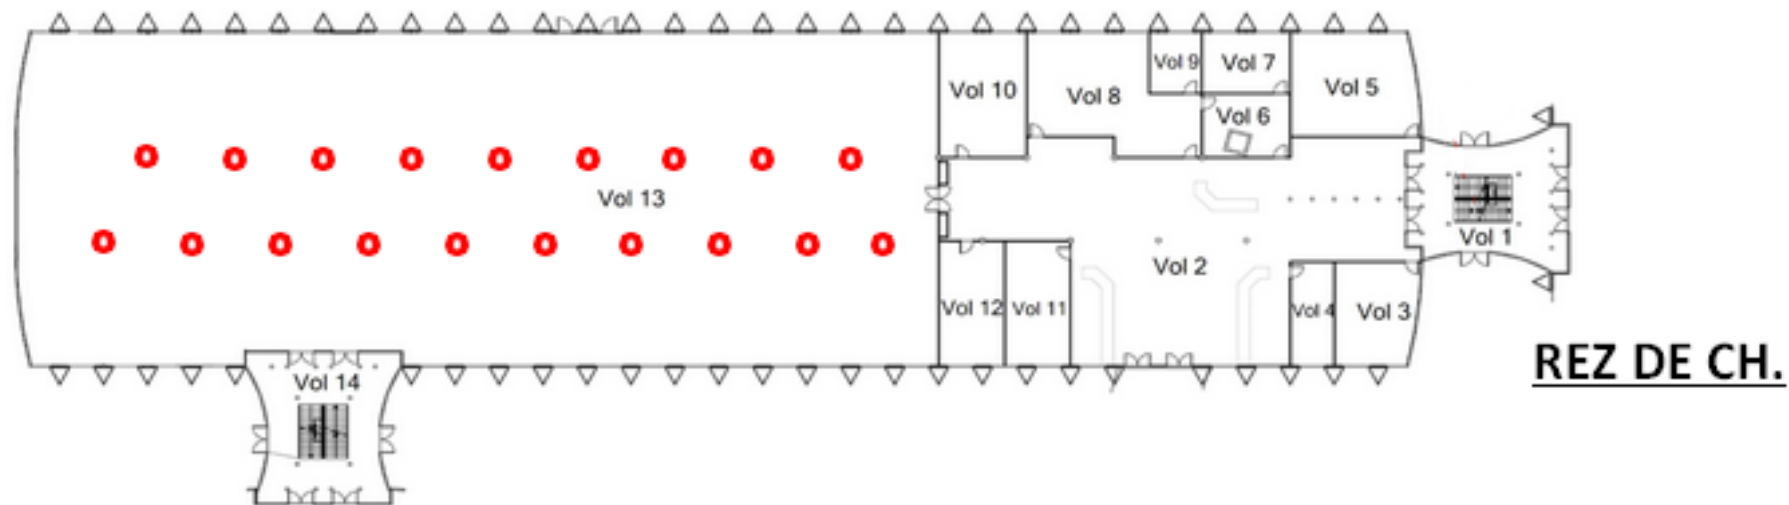 Vol 9
Vol 7
Vol 10
Vol 8
Vol 5
Vol 6
Vol 13
Vol 1
Vol 2
Vol 12
Vol 11
Vol 4
Vol 3
Vol 14
REZ DE CH.